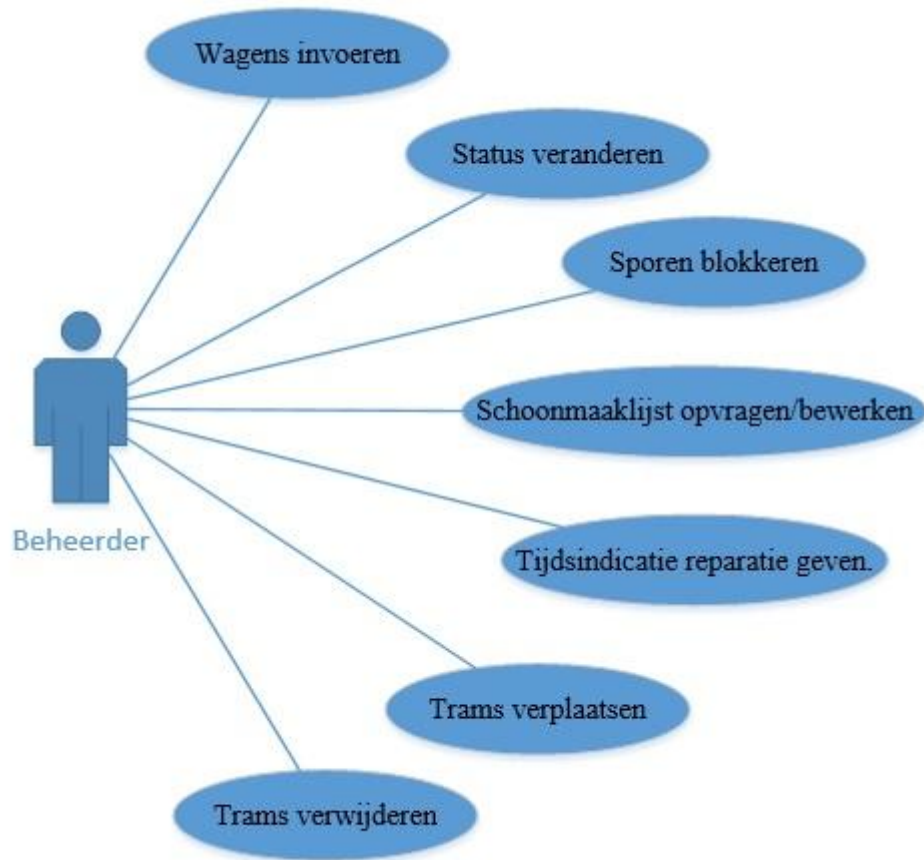 Wagens invoeren
Status veranderen
Sporen blokkeren
Schoonmaaklijst opvragen/bewerken
Beheerder
Tijdsindicatie reparatie geven.
Trams verplaatsen
Trams verwijderen